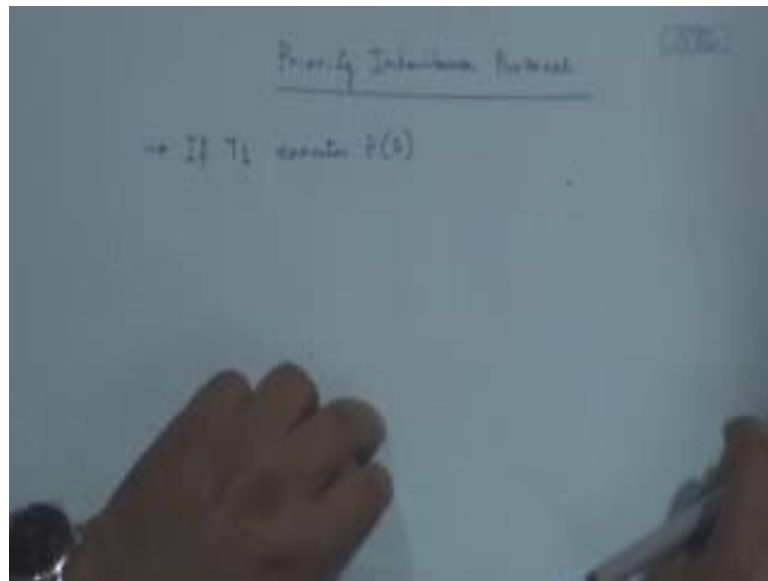 Priority Inheritance Protocol
→ If T1 executes P(S)